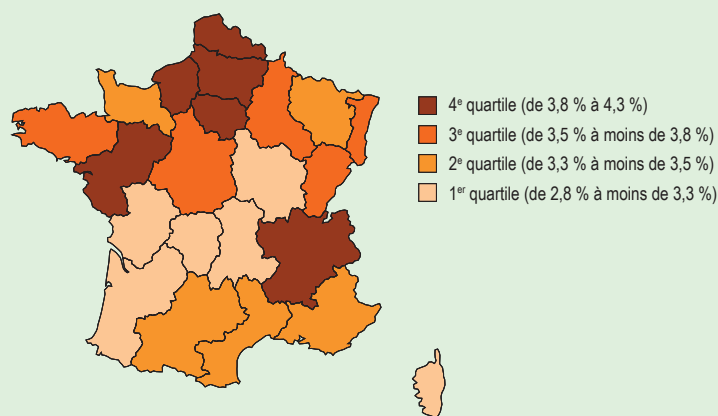 4e quartile (de 3,8 % à 4,3 %)
3e quartile (de 3,5 % à moins de 3,8 %)
2e quartile (de 3,3 % à moins de 3,5 %)
1er quartile (de 2,8 % à moins de 3,3 %)